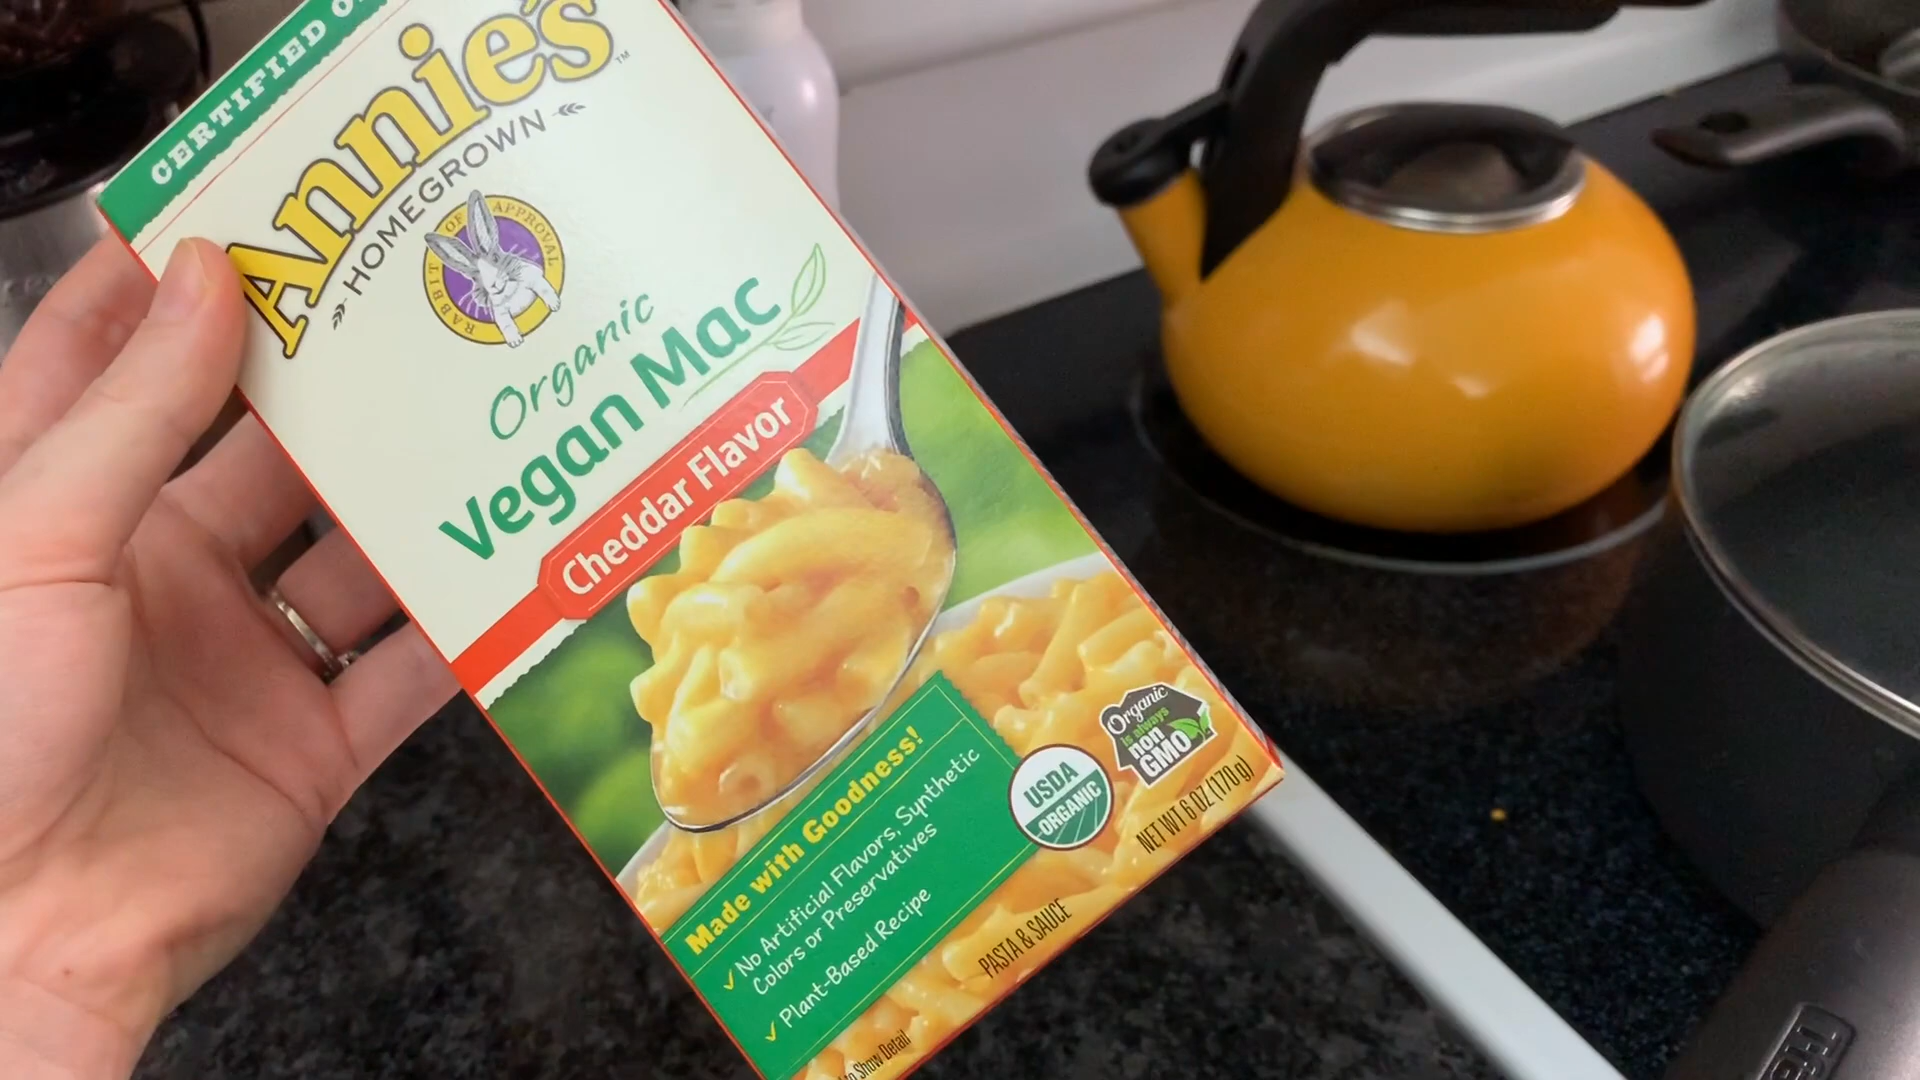 CERTIFIED
Annie's™
HOMEGROWN
RABBIT OF APPROVAL
Organic
Vegan Mac
Cheddar Flavor
Made with Goodness!
✓ No Artificial Flavors, Synthetic
Colors or Preservatives
✓ Plant-Based Recipe
USDA
ORGANIC
Organic
is always
non
GMO
NET WT 6 OZ (170 g)
PASTA & SAUCE
to Show Detail